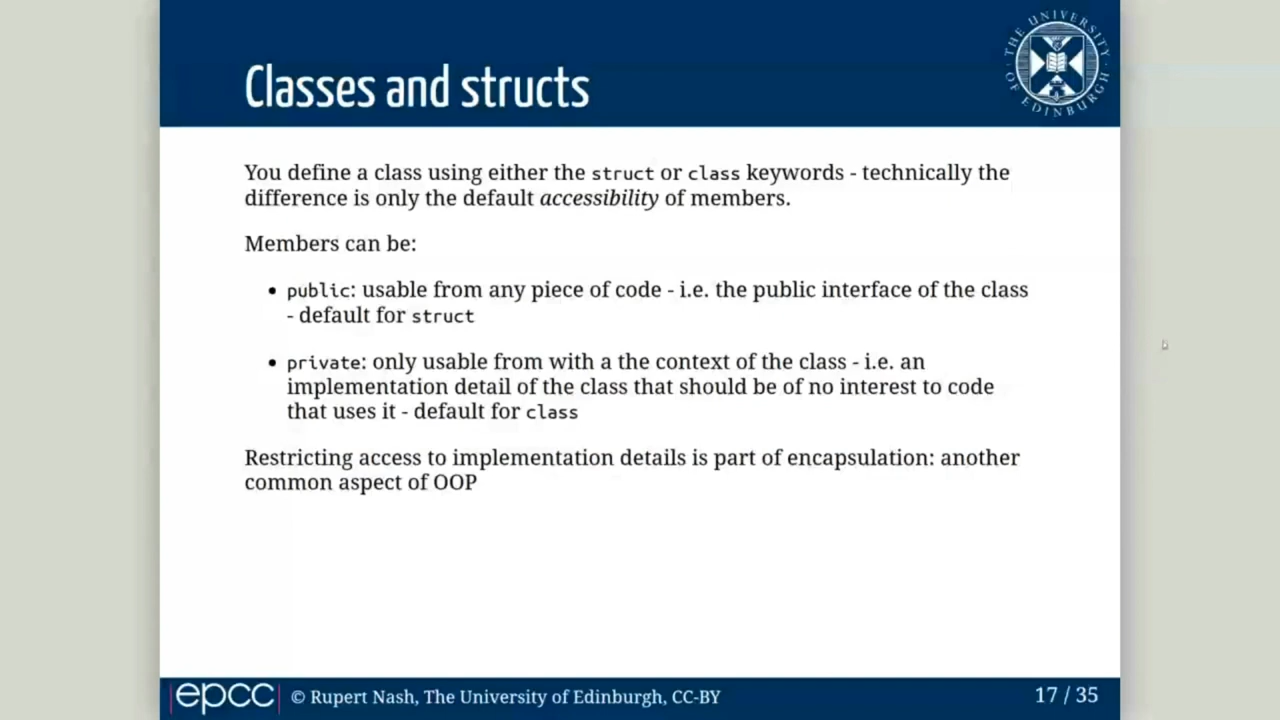 Classes and structs
THE UNIVERSITY OF EDINBURGH
You define a class using either the struct or class keywords - technically the
difference is only the default accessibility of members.
Members can be:
• public: usable from any piece of code - i.e. the public interface of the class
- default for struct
• private: only usable from with a the context of the class - i.e. an
implementation detail of the class that should be of no interest to code
that uses it - default for class
Restricting access to implementation details is part of encapsulation: another
common aspect of OOP
epcc © Rupert Nash, The University of Edinburgh, CC-BY 17 / 35